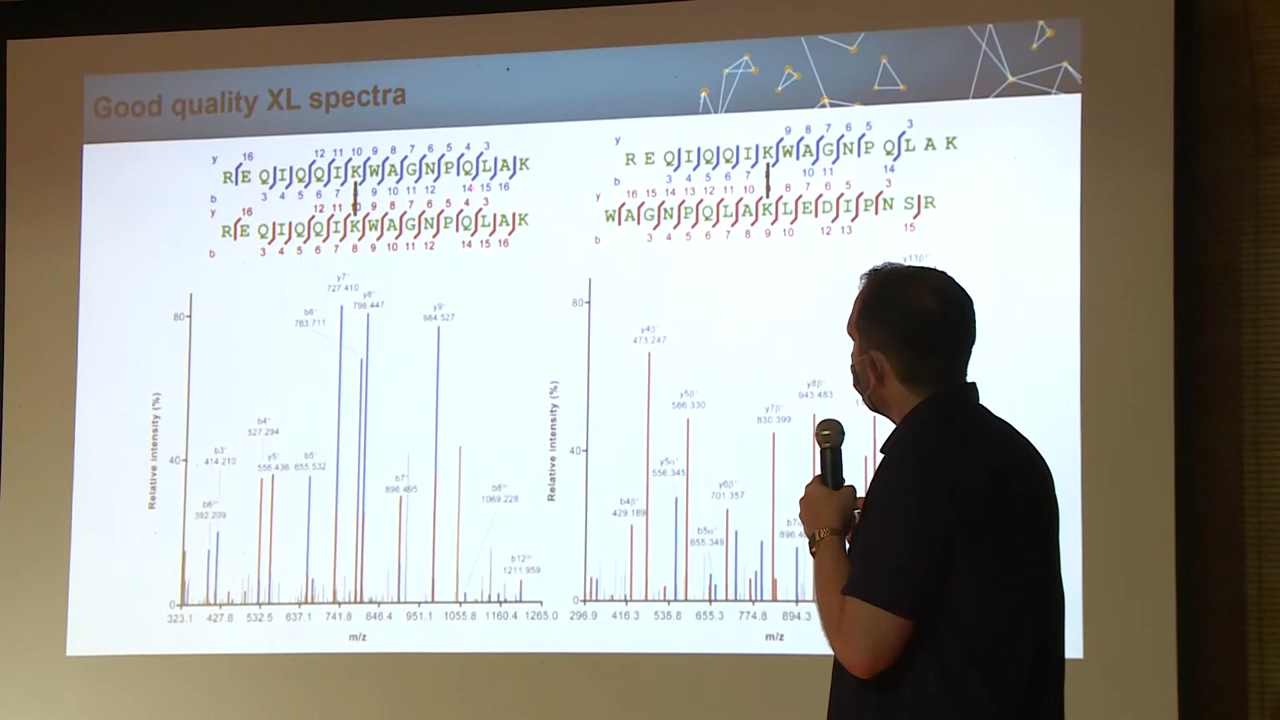 Good quality XL spectra
y 16 12 11 10 9 8 7 6 5 4 3
R E Q I Q Q I K W A G N P Q L A K
b 3 4 5 6 7 9 10 11 12 14 15 16
y 16 12 11 9 8 7 6 5 4 3
R E Q I Q Q I K W A G N P Q L A K
b 3 4 5 6 7 8 9 10 11 12 14 15 16
y 9 8 7 6 5 3
R E Q I Q Q I K W A G N P Q L A K
b 3 4 5 6 7 10 11 14
y 16 15 14 13 12 11 10 8 7 6 5 3
W A G N P Q L A K L E D I P N S R
b 3 4 5 6 7 8 9 10 12 13 15
Relative intensity (%)
80
40
0
y7+
727.410
y8+
798.447
b6+
783.711
y9+
984.527
b4+
527.294
b3+
414.210
y5+
556.436
b5+
655.532
b7+
896.495
b8
1069.228
b6
392.209
b12
1211.959
323.1 427.8 532.5 637.1 741.8 846.4 951.1 1055.8 1160.4 1265.0
m/z
Relative intensity (%)
80
40
0
y13β
y4β+
473.247
y5β+
586.330
y8β+
943.483
y7β+
830.399
y5α+
556.345
y6β+
701.357
b4β+
429.189
b5α+
655.349
296.9 416.3 535.8 655.3 774.8 894.3
m/z